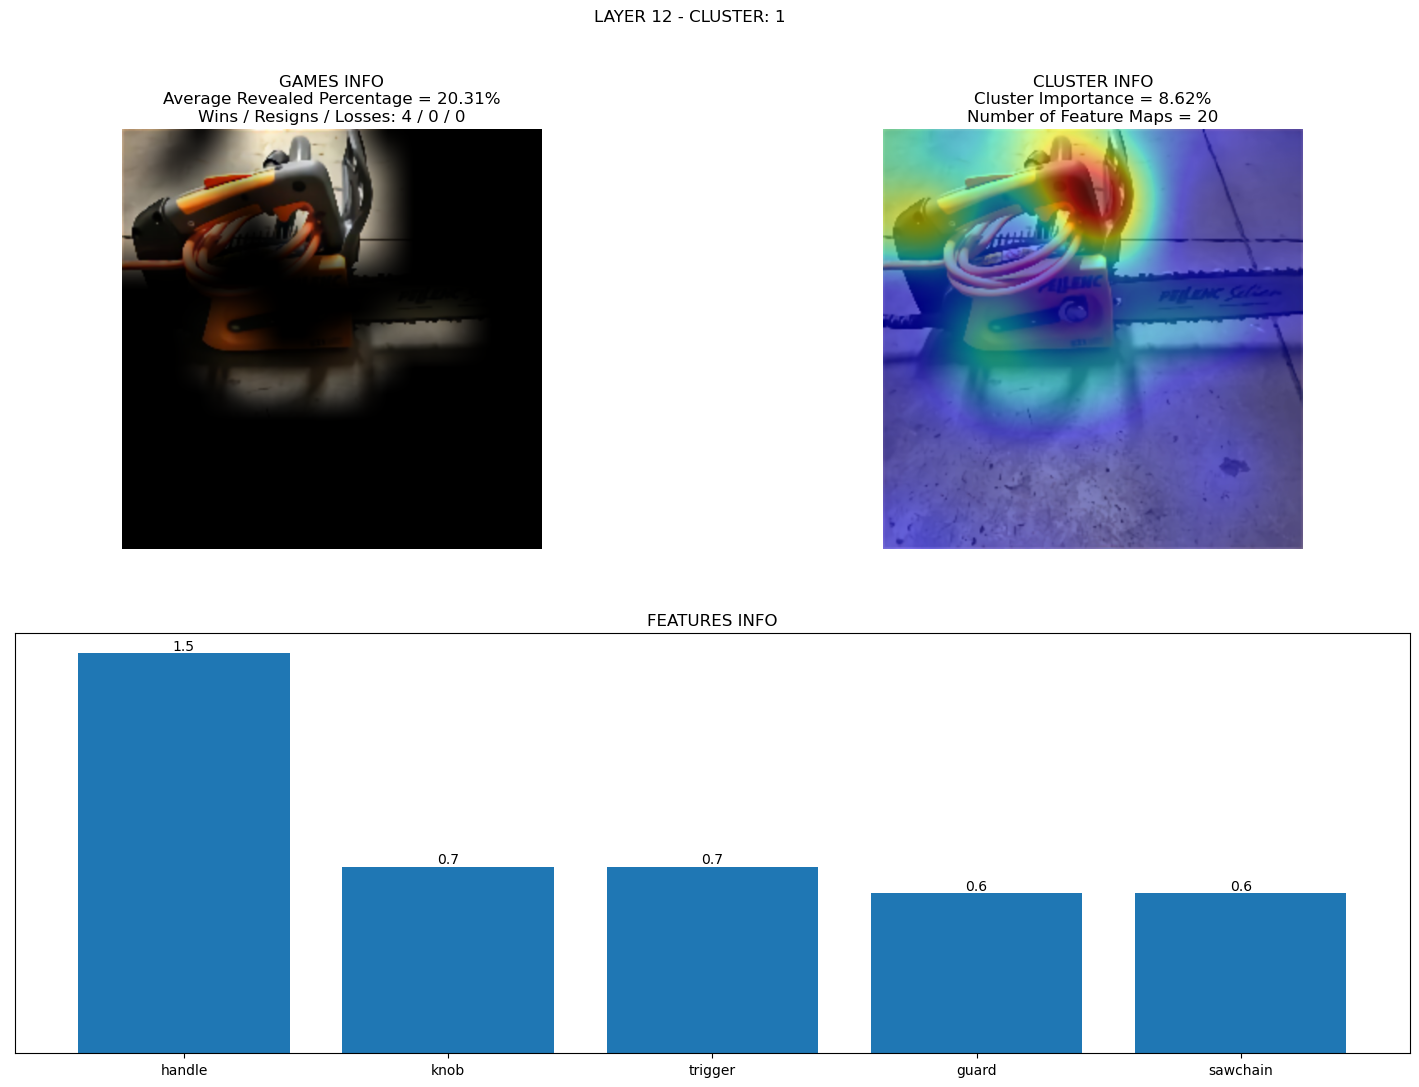 LAYER 12 - CLUSTER: 1
GAMES INFO
Average Revealed Percentage = 20.31%
Wins / Resigns / Losses: 4 / 0 / 0
CLUSTER INFO
Cluster Importance = 8.62%
Number of Feature Maps = 20
PELLENC
PELLENC Selion
FEATURES INFO
1.5
0.7
0.7
0.6
0.6
handle
knob
trigger
guard
sawchain